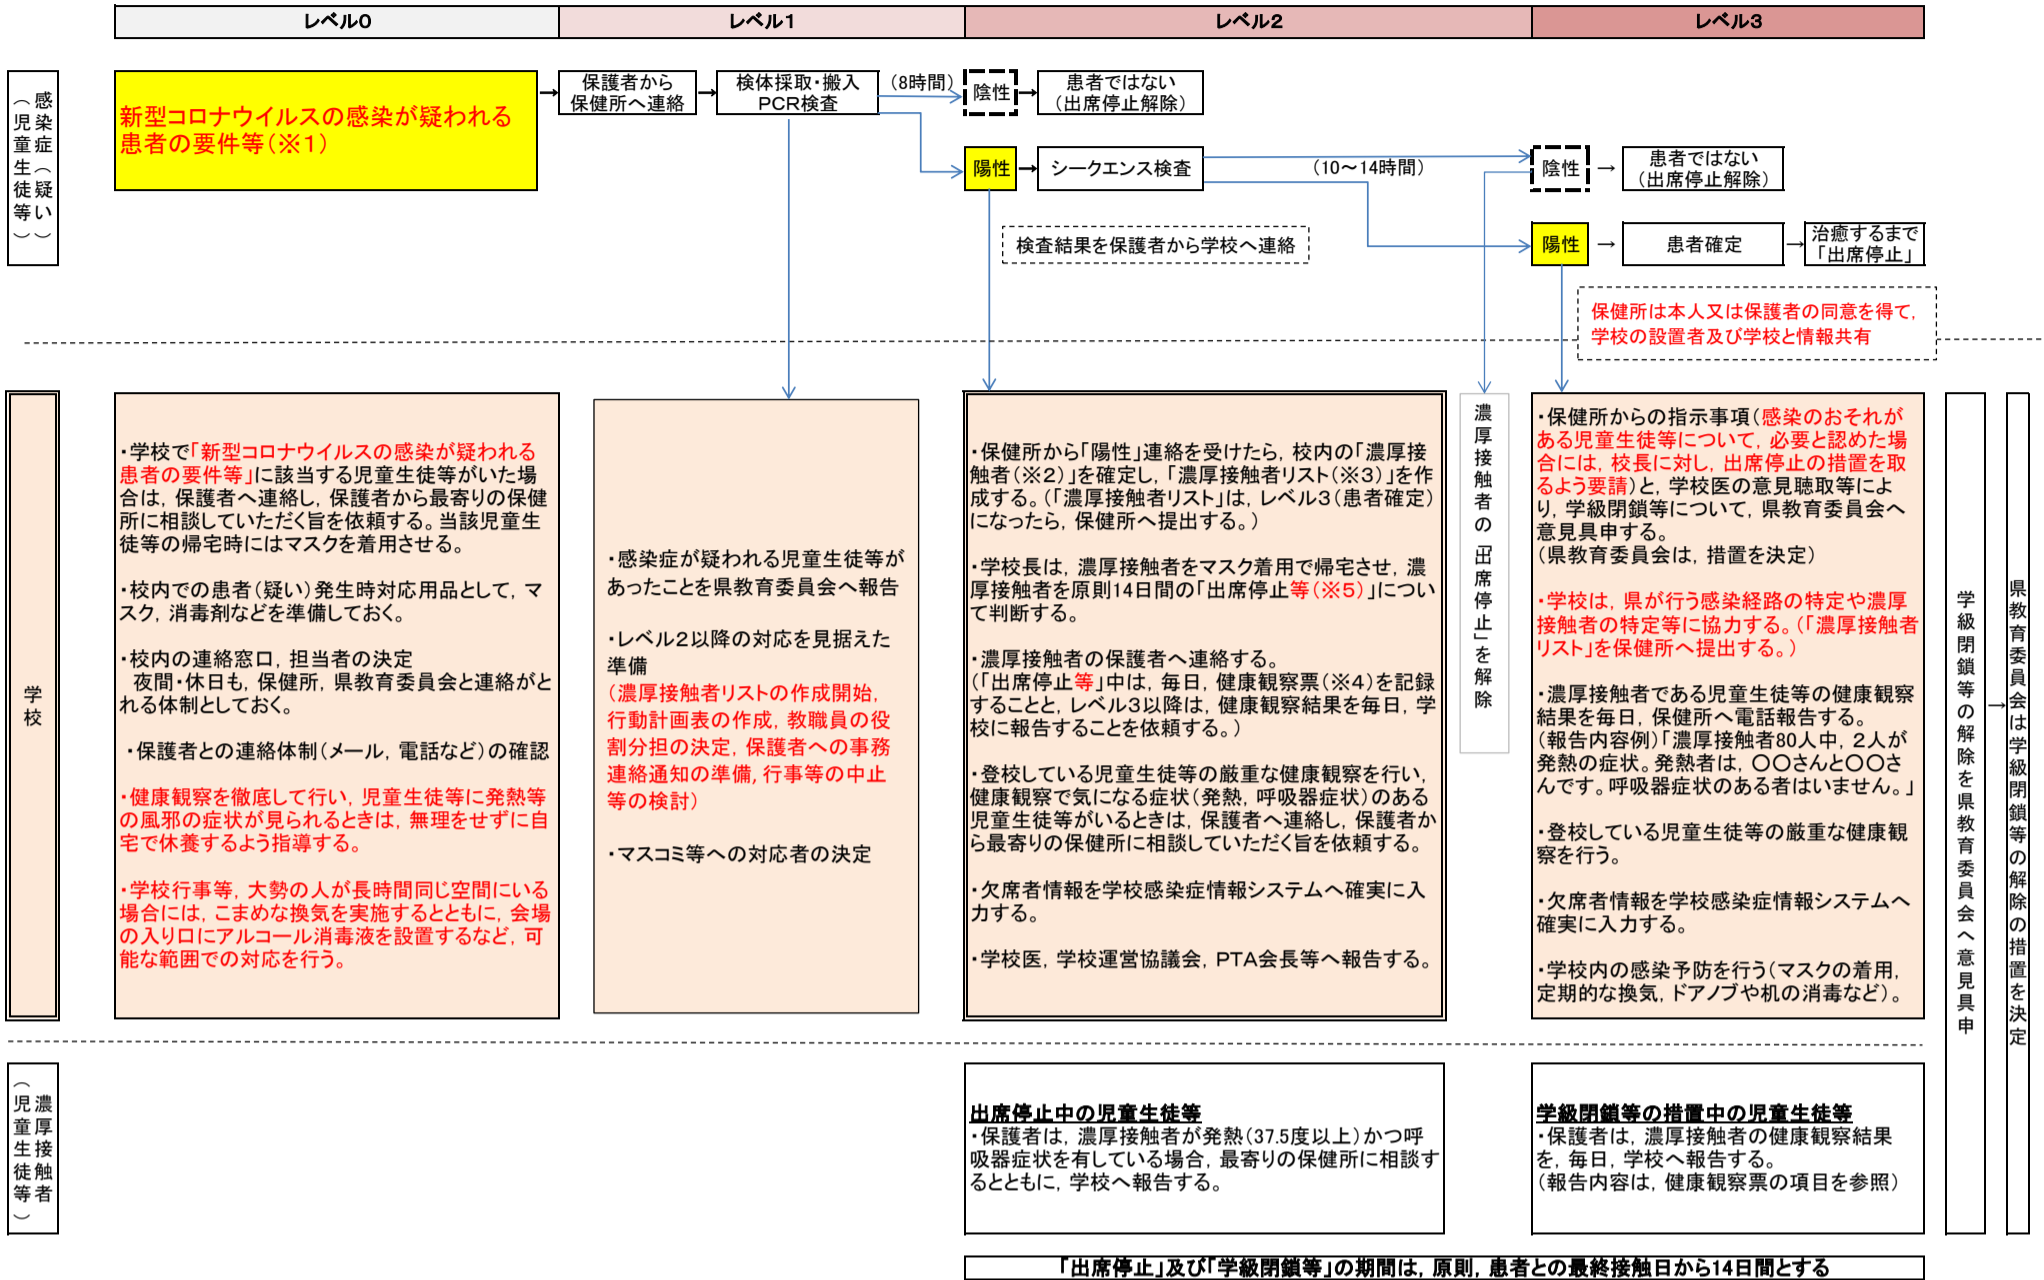 レベル0
レベル1
レベル2
レベル3
感染症（疑い）
（児童生徒等）
新型コロナウイルスの感染が疑われる
患者の要件等（※１）
→
保護者から
保健所へ連絡
→
検体採取・搬入
PCR検査
（8時間）
陰性
→
患者ではない
（出席停止解除）
陽性
→
シークエンス検査
（10～14時間）
陰性
→
患者ではない
（出席停止解除）
検査結果を保護者から学校へ連絡
陽性
→
患者確定
→
治癒するまで
「出席停止」
保健所は本人又は保護者の同意を得て，
学校の設置者及び学校と情報共有
学校
・学校で「新型コロナウイルスの感染が疑われる
患者の要件等」に該当する児童生徒等がいた場
合は，保護者へ連絡し，保護者から最寄りの保健
所に相談していただく旨を依頼する。当該児童生
徒等の帰宅時にはマスクを着用させる。
・校内での患者（疑い）発生時対応用品として，マ
スク，消毒剤などを準備しておく。
・校内の連絡窓口，担当者の決定
夜間・休日も，保健所，県教育委員会と連絡がと
れる体制としておく。
・保護者との連絡体制（メール，電話など）の確認
・健康観察を徹底して行い，児童生徒等に発熱等
の風邪の症状が見られるときは，無理をせずに自
宅で休養するよう指導する。
・学校行事等，大勢の人が長時間同じ空間にいる
場合には，こまめな換気を実施するとともに，会場
の入り口にアルコール消毒液を設置するなど，可
能な範囲での対応を行う。
・感染症が疑われる児童生徒等が
あったことを県教育委員会へ報告
・レベル２以降の対応を見据えた
準備
（濃厚接触者リストの作成開始，
行動計画表の作成，教職員の役
割分担の決定，保護者への事務
連絡通知の準備，行事等の中止
等の検討）
・マスコミ等への対応者の決定
・保健所から「陽性」連絡を受けたら，校内の「濃厚接
触者（※２）」を確定し，「濃厚接触者リスト（※３）」を作
成する。（「濃厚接触者リスト」は，レベル３（患者確定）
になったら，保健所へ提出する。）
・学校長は，濃厚接触者をマスク着用で帰宅させ，濃
厚接触者を原則14日間の「出席停止等（※５）」につい
て判断する。
・濃厚接触者の保護者へ連絡する。
（「出席停止等」中は，毎日，健康観察票（※４）を記録
することと，レベル３以降は，健康観察結果を毎日，学
校に報告することを依頼する。）
・登校している児童生徒等の厳重な健康観察を行い，
健康観察で気になる症状（発熱，呼吸器症状）のある
児童生徒等がいるときは，保護者へ連絡し，保護者か
ら最寄りの保健所に相談していただく旨を依頼する。
・欠席者情報を学校感染症情報システムへ確実に入
力する。
・学校医，学校運営協議会，PTA会長等へ報告する。
濃厚接触者の「出席停止」を解除
・保健所からの指示事項（感染のおそれが
ある児童生徒等について，必要と認めた場
合には，校長に対し，出席停止の措置を取
るよう要請）と，学校医の意見聴取等によ
り，学級閉鎖等について，県教育委員会へ
意見具申する。
（県教育委員会は，措置を決定）
・学校は，県が行う感染経路の特定や濃厚
接触者の特定等に協力する。（「濃厚接触者
リスト」を保健所へ提出する。）
・濃厚接触者である児童生徒等の健康観察
結果を毎日，保健所へ電話報告する。
（報告内容例）「濃厚接触者80人中，２人が
発熱の症状。発熱者は，〇〇さんと〇〇さ
んです。呼吸器症状のある者はいません。」
・登校している児童生徒等の厳重な健康観
察を行う。
・欠席者情報を学校感染症情報システムへ
確実に入力する。
・学校内の感染予防を行う（マスクの着用，
定期的な換気，ドアノブや机の消毒など）。
学級閉鎖等の解除を県教育委員会へ意見具申
→
県教育委員会は学級閉鎖等の解除の措置を決定
濃厚接触者
（児童生徒等）
出席停止中の児童生徒等
・保護者は，濃厚接触者が発熱（37.5度以上）かつ呼
吸器症状を有している場合，最寄りの保健所に相談す
るとともに，学校へ報告する。
学級閉鎖等の措置中の児童生徒等
・保護者は，濃厚接触者の健康観察結果
を，毎日，学校へ報告する。
（報告内容は，健康観察票の項目を参照）
「出席停止」及び「学級閉鎖等」の期間は，原則，患者との最終接触日から14日間とする